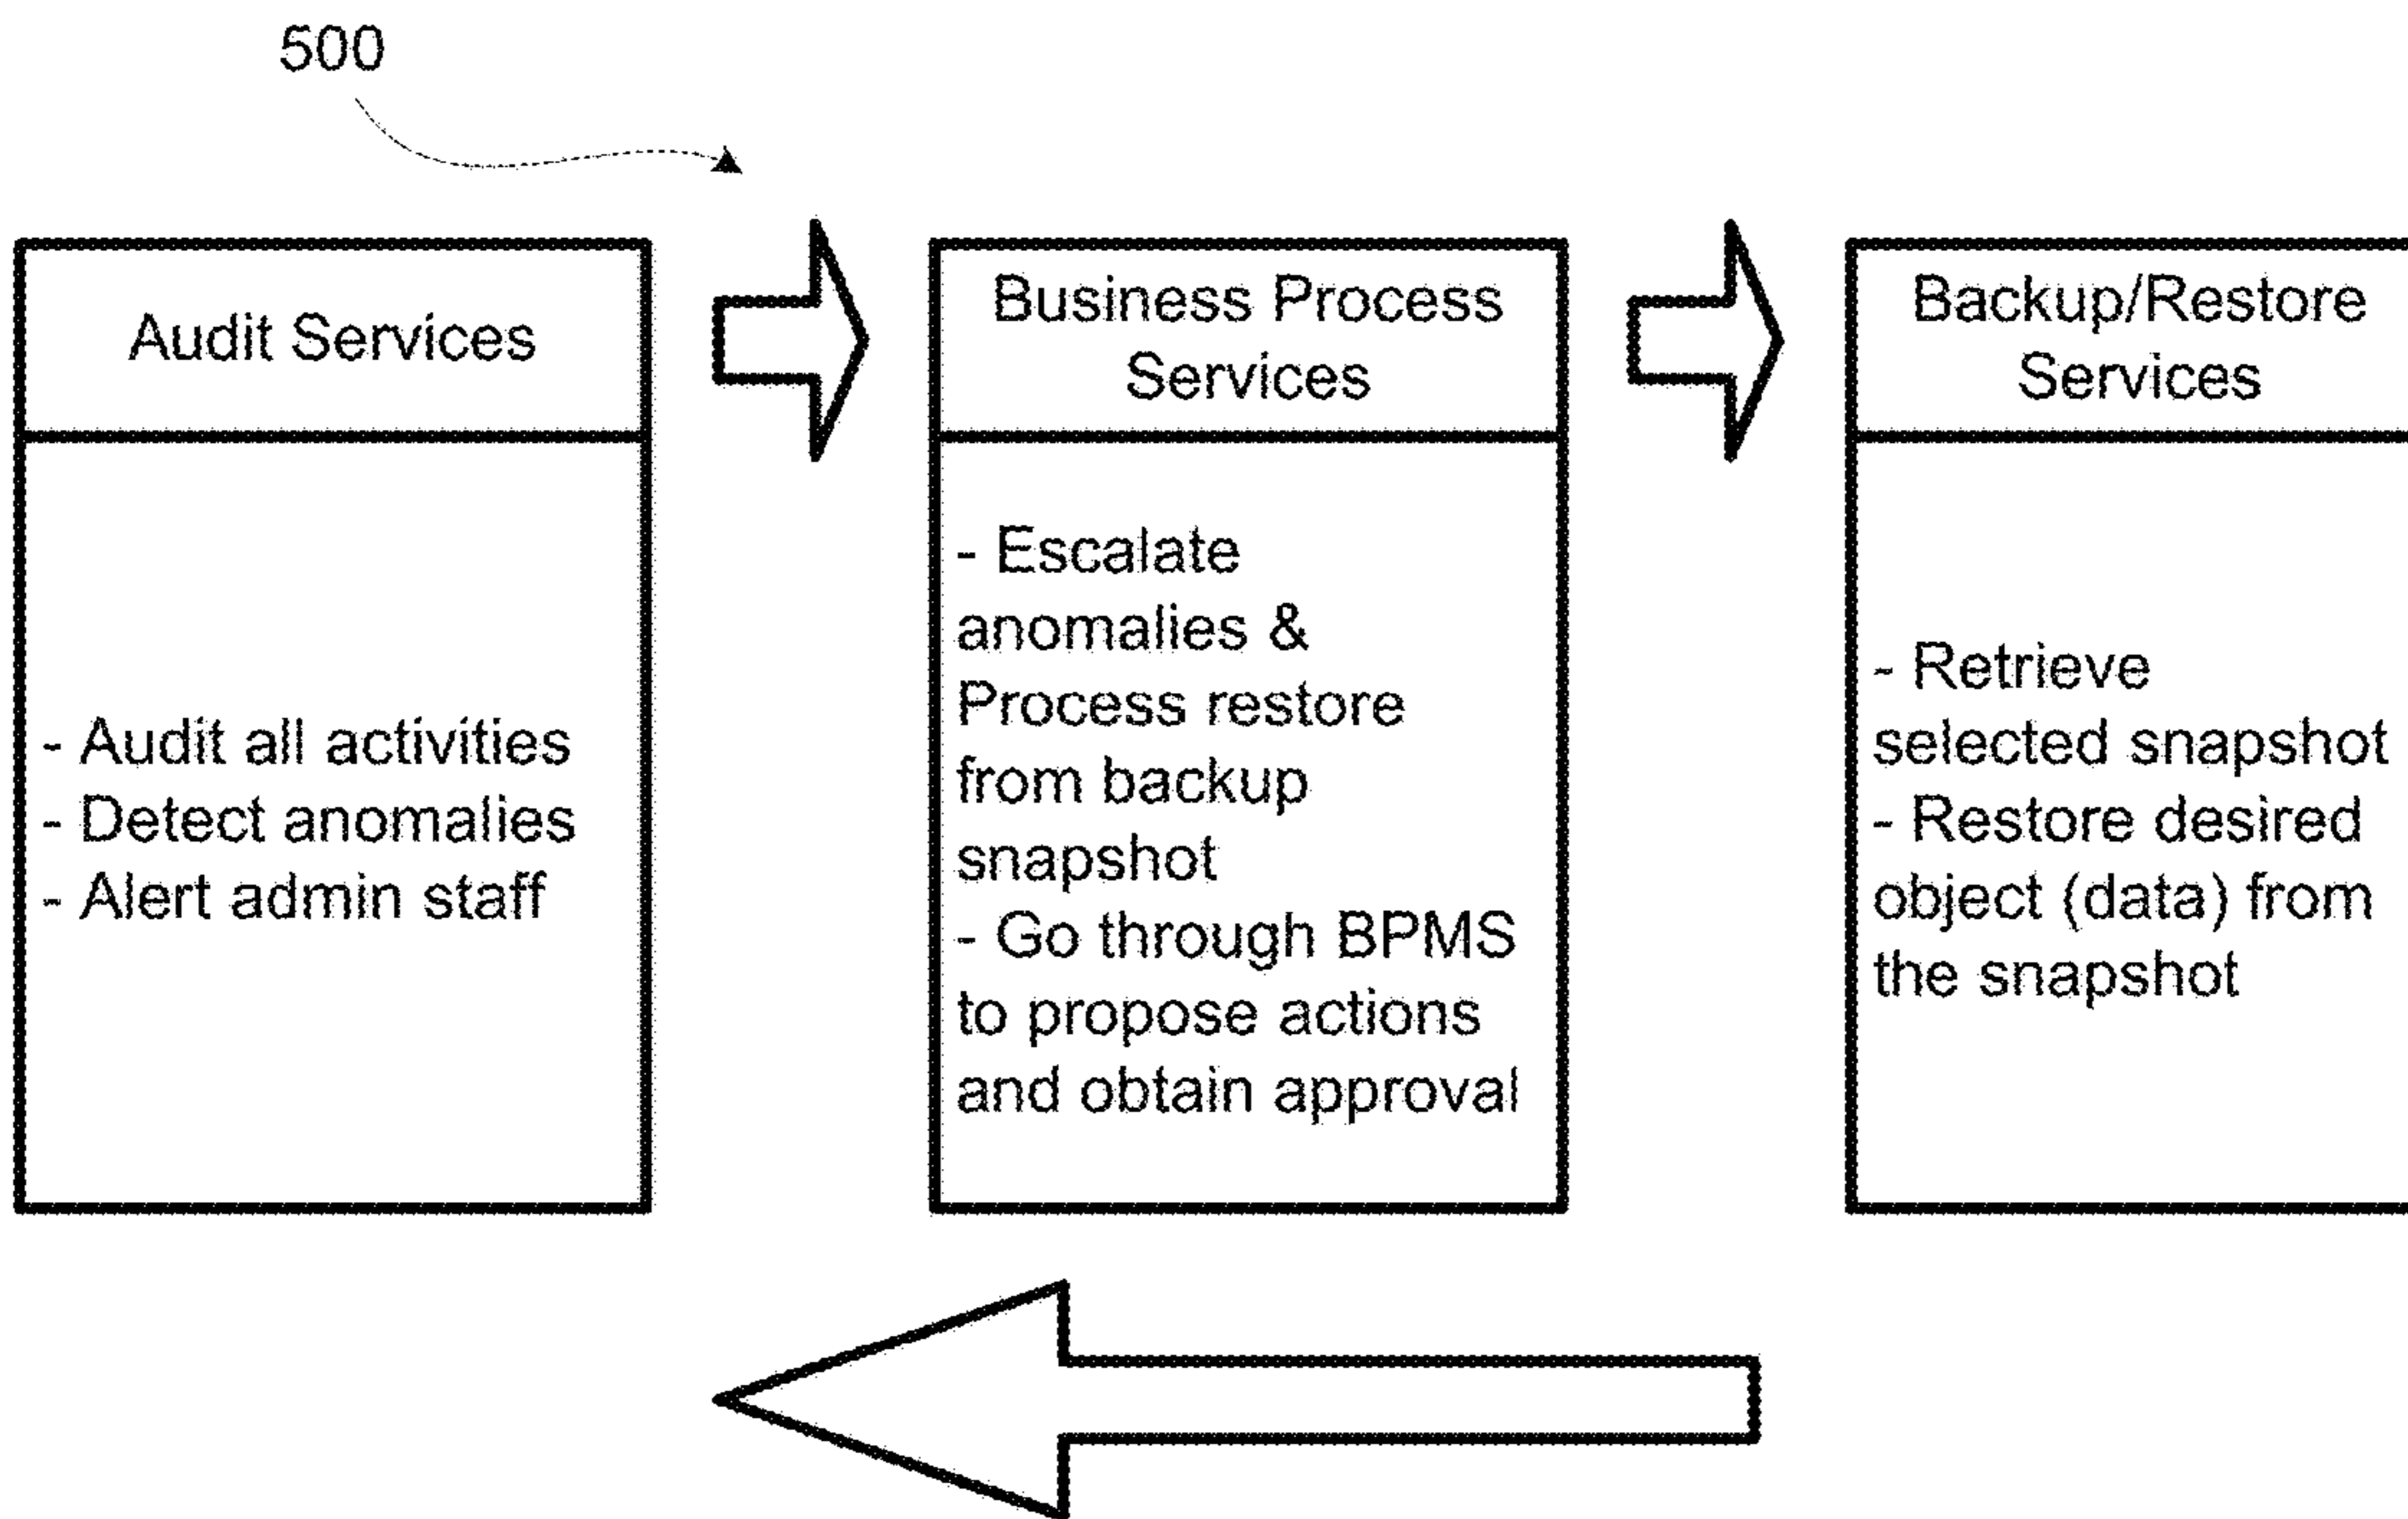 500
Audit Services
- Audit all activities
- Detect anomalies
- Alert admin staff
Business Process
Services
- Escalate
anomalies &
Process restore
from backup
snapshot
- Go through BPMS
to propose actions
and obtain approval
Backup/Restore
Services
- Retrieve
selected snapshot
- Restore desired
object (data) from
the snapshot